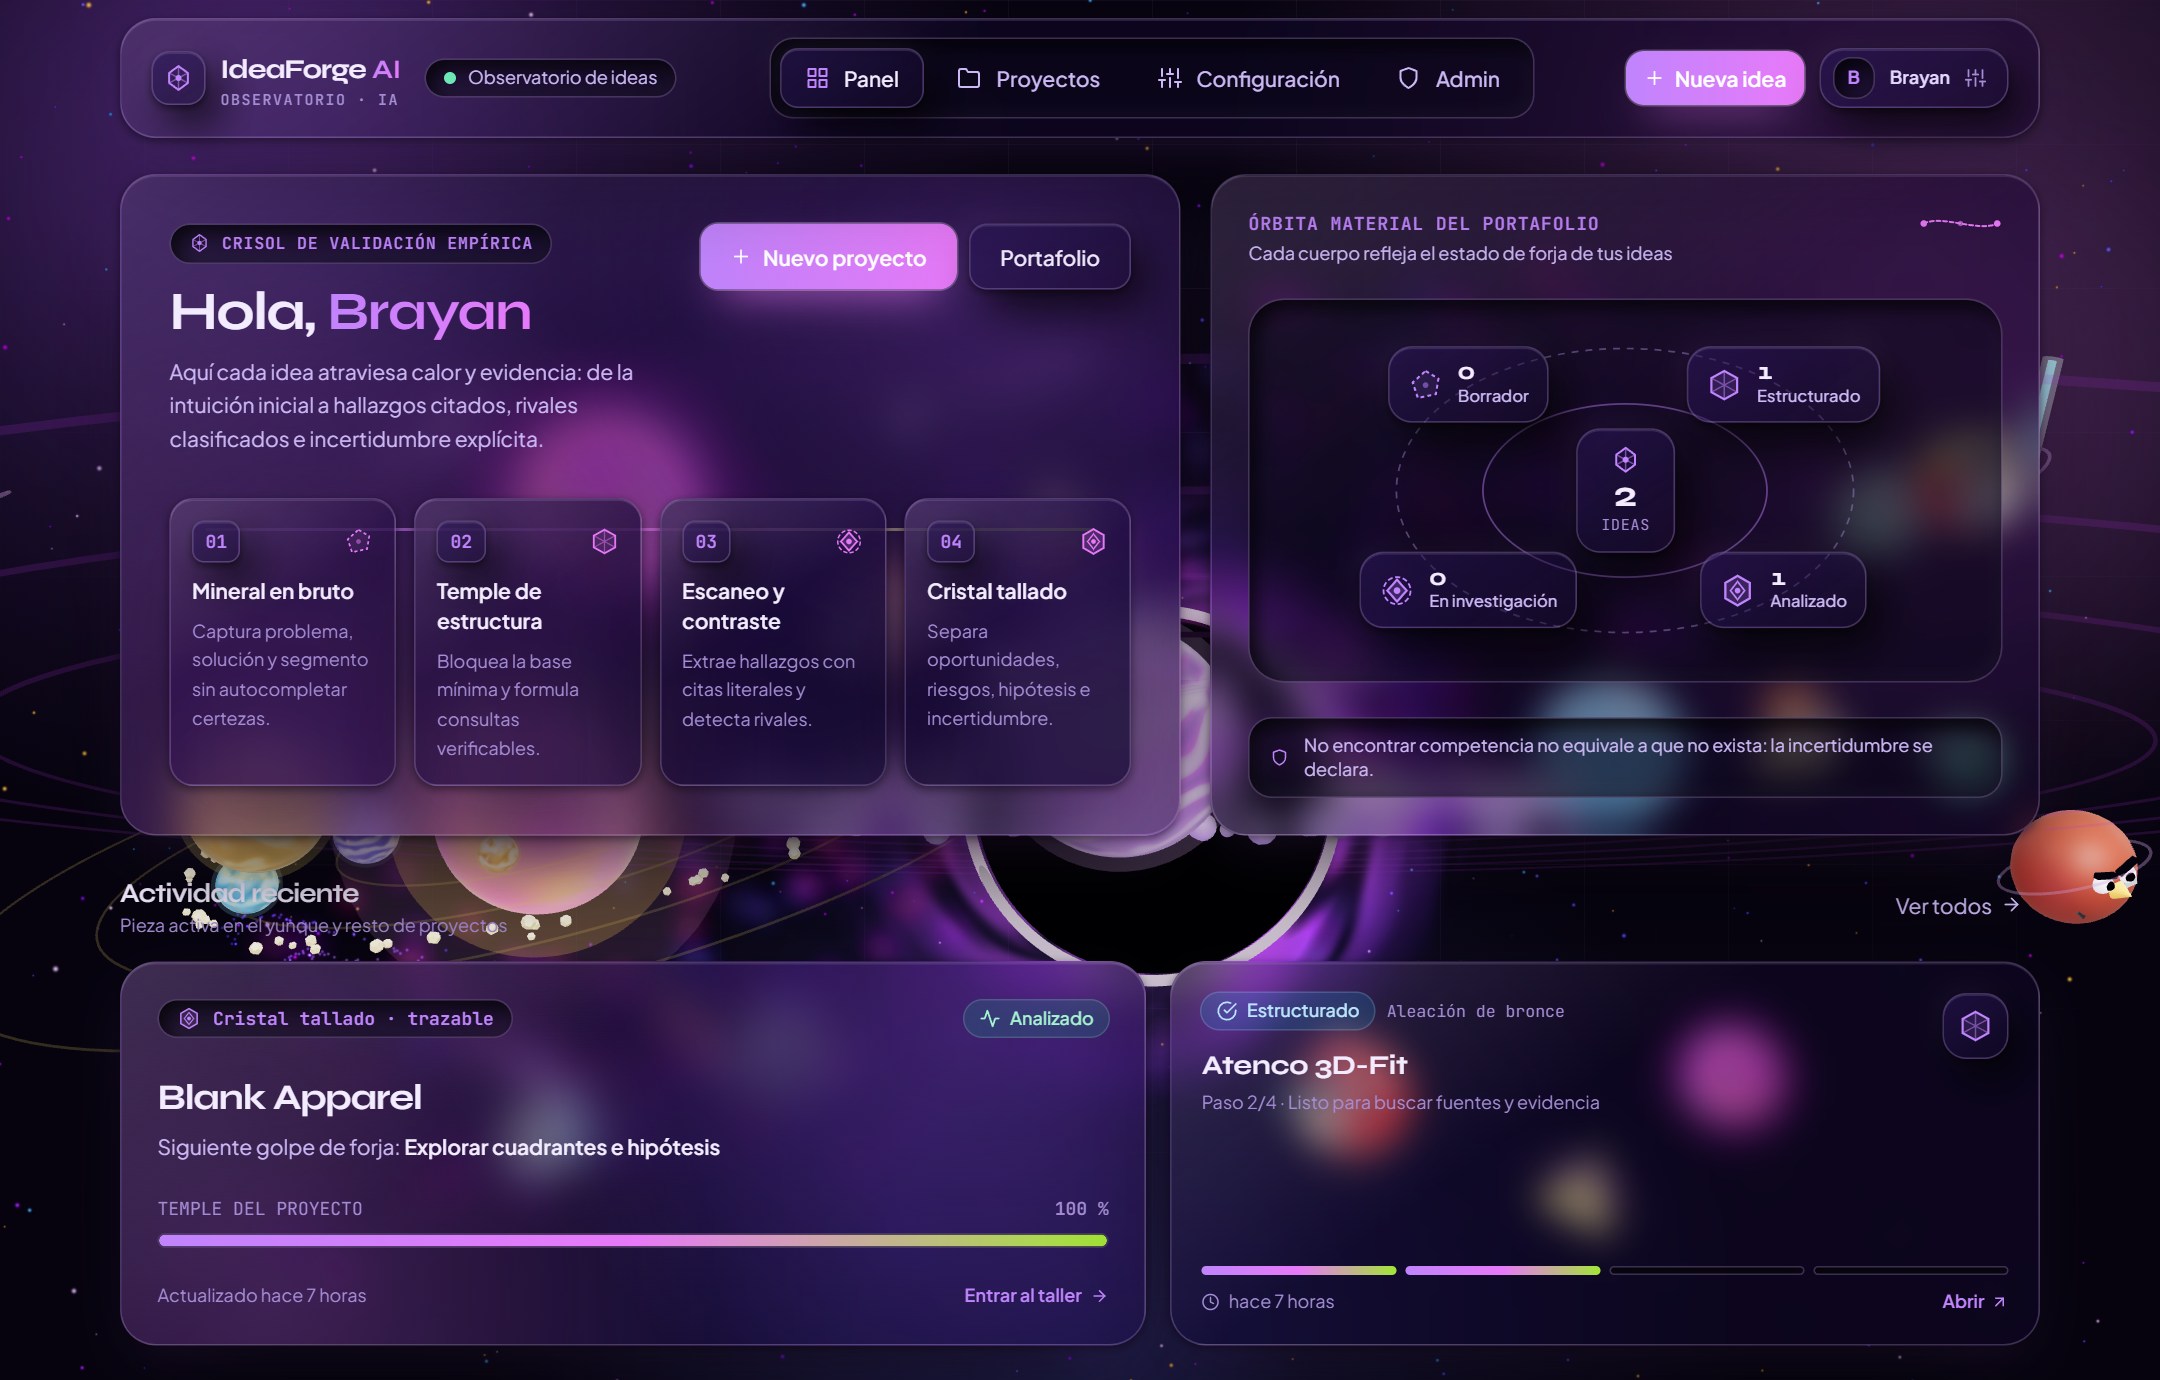 IdeaForge AI
OBSERVATORIO · IA
Observatorio de ideas
Panel
Proyectos
Configuración
Admin
+ Nueva idea
B
Brayan
CRISOL DE VALIDACIÓN EMPÍRICA
+ Nuevo proyecto
Portafolio
Hola, Brayan
Aquí cada idea atraviesa calor y evidencia: de la
intuición inicial a hallazgos citados, rivales
clasificados e incertidumbre explícita.
01
Mineral en bruto
Captura problema,
solución y segmento
sin autocompletar
certezas.
02
Temple de
estructura
Bloquea la base
mínima y formula
consultas
verificables.
03
Escaneo y
contraste
Extrae hallazgos con
citas literales y
detecta rivales.
04
Cristal tallado
Separa
oportunidades,
riesgos, hipótesis e
incertidumbre.
ÓRBITA MATERIAL DEL PORTAFOLIO
Cada cuerpo refleja el estado de forja de tus ideas
0
Borrador
1
Estructurado
2
IDEAS
0
En investigación
1
Analizado
No encontrar competencia no equivale a que no exista: la incertidumbre se
declara.
Actividad reciente
Pieza activa en el yunque y resto de proyectos
Ver todos →
Cristal tallado · trazable
Analizado
Blank Apparel
Siguiente golpe de forja: Explorar cuadrantes e hipótesis
TEMPLE DEL PROYECTO
100 %
Actualizado hace 7 horas
Entrar al taller →
Estructurado
Aleación de bronce
Atenco 3D-Fit
Paso 2/4 · Listo para buscar fuentes y evidencia
hace 7 horas
Abrir ↗